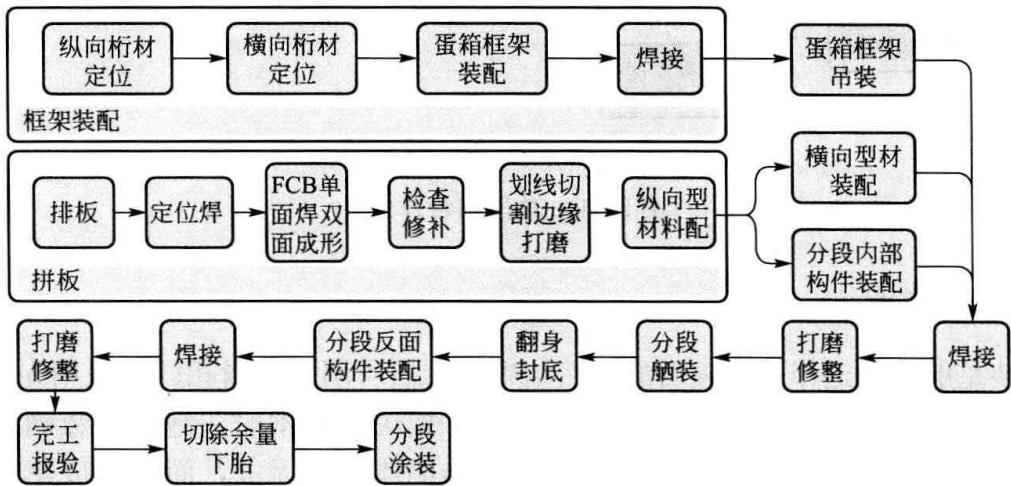 纵向桁材
定位
横向桁材
定位
蛋箱框架
装配
焊接
蛋箱框架
吊装
框架装配
排板
定位焊
FCB单
面焊双
面成形
检查
修补
划线切
割边缘
打磨
纵向型
材料配
横向型材
装配
分段内部
构件装配
拼板
焊接
打磨
修整
分段
舾装
翻身
封底
分段反面
构件装配
焊接
打磨
修整
完工
报验
切除余量
下胎
分段
涂装